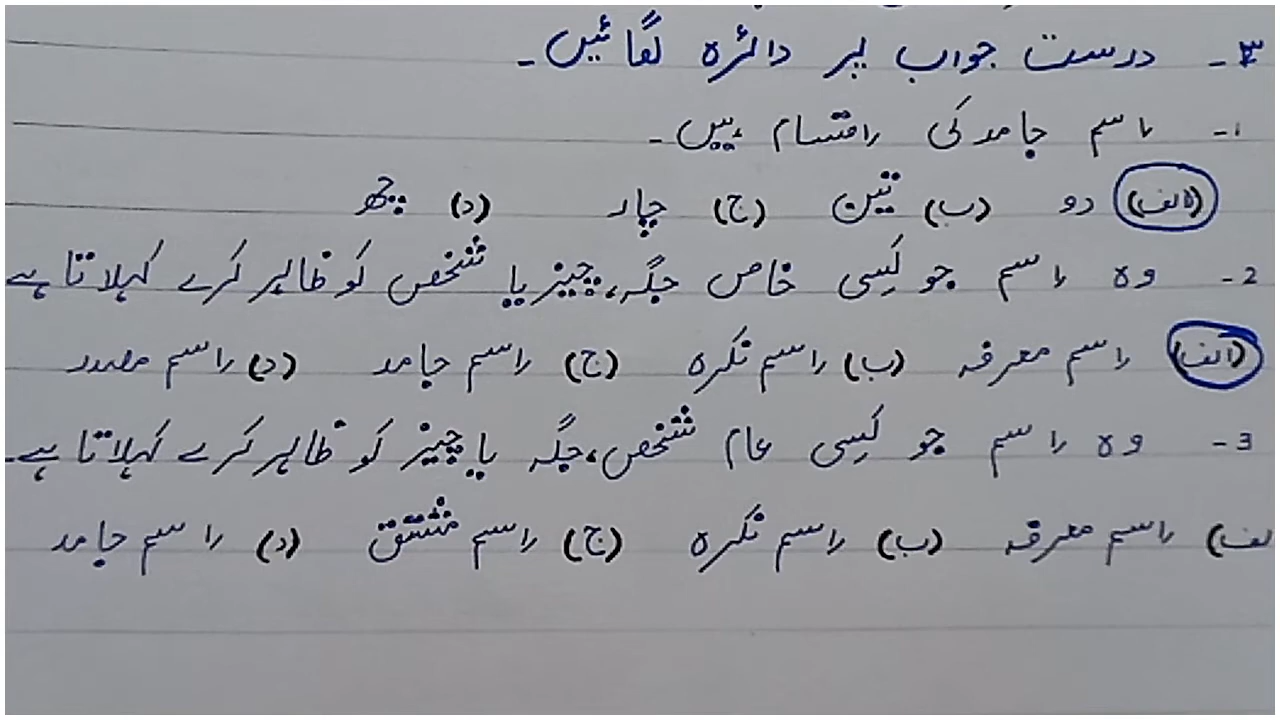 ۳- درست جواب پر دائرہ لگائیں۔
۱- اسم جامد کی اقسام ہیں۔
(الف) دو (ب) تین (ج) چار (د) چھ
2- وہ اسم جو کِسی خاص جگہ، چیز یا شخص کو ظاہر کرے کہلاتا ہے
(الف) اسم معرفہ (ب) اسم نکرہ (ج) اسم جامد (د) اسم مصدر
3- وہ اسم جو کِسی عام شخص، جگہ یا چیز کو ظاہر کرے کہلاتا ہے۔
لف) اسم معرفہ (ب) اسم نکرہ (ج) اسم مشتق (د) اسم جامد